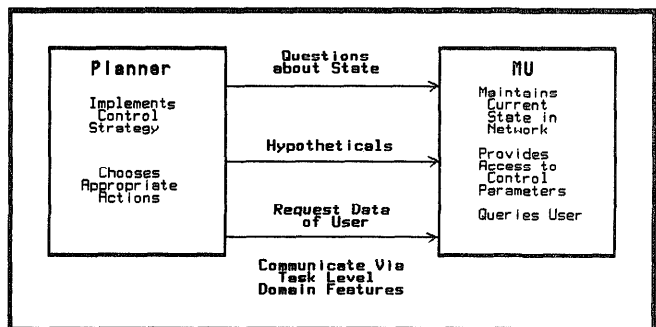 Planner
Implements
Control
Strategy
Chooses
Appropriate
Actions
Questions
about State
Hypotheticals
Request Data
of User
Communicate Via
Task Level
Domain Features
MU
Maintains
Current
State in
Network
Provides
Access to
Control
Parameters
Queries User